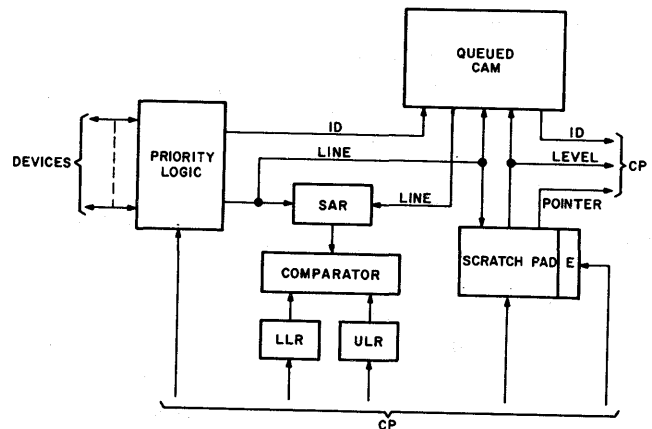 QUEUED
CAM
ID
ID
DEVICES
PRIORITY
LOGIC
LINE
LEVEL
CP
LINE
SAR
POINTER
SCRATCH PAD
E
COMPARATOR
LLR
ULR
CP